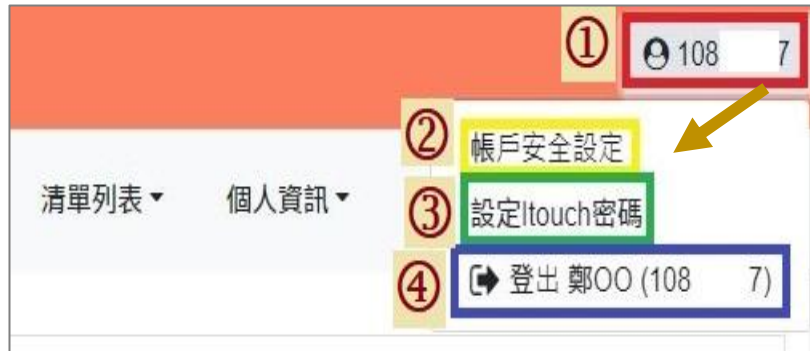 ① 108 7
② 帳戶安全設定
清單列表 個人資訊
③ 設定Itouch密碼
④ 登出 鄭OO (108 7)